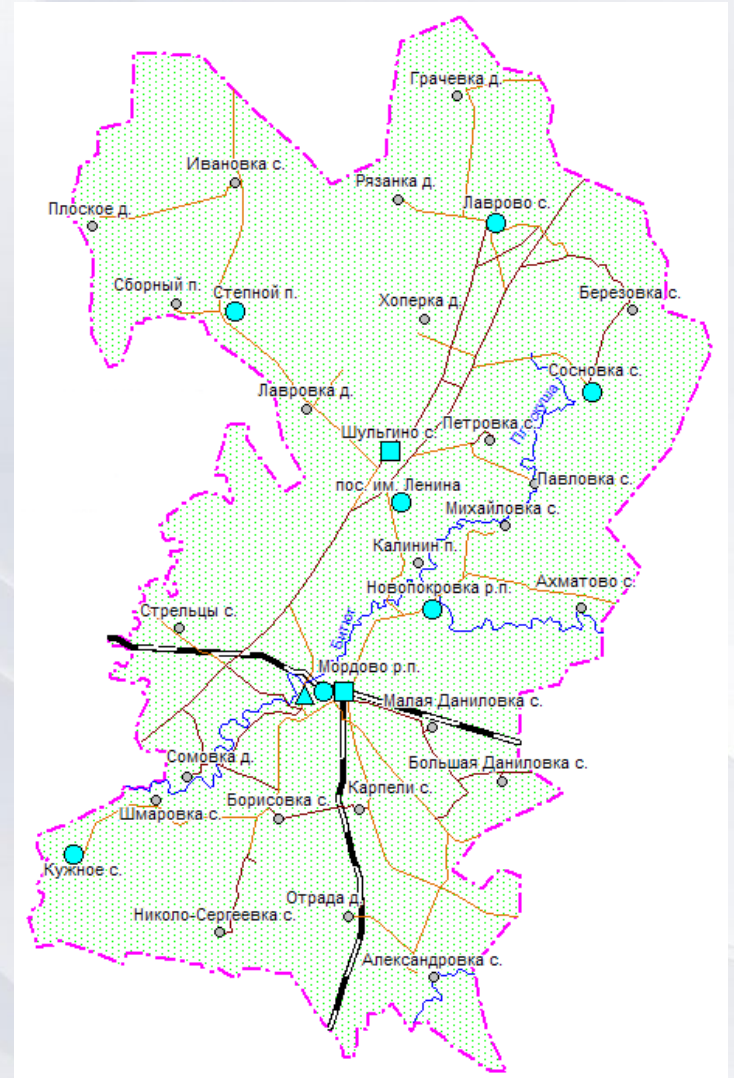 Грачевка д.
Ивановка с.
Рязанка д.
Лаврово с.
Плоское д.
Сборный п.
Степной п.
Хоперка д.
Березовка с.
Сосновка с.
Лавровка д.
Плоскуша
Петровка с.
Шульгино с.
Павловка с.
пос. им. Ленина
Михайловка с.
Калинин п.
Новопокровка р.п.
Ахматово с.
Стрельцы с.
Битюг
Мордово р.п.
Малая Даниловка с.
Сомовка д.
Большая Даниловка с.
Карпели с.
Борисовка с.
Шмаровка с.
Кужное с.
Отрада д.
Николо-Сергеевка с.
Александровка с.